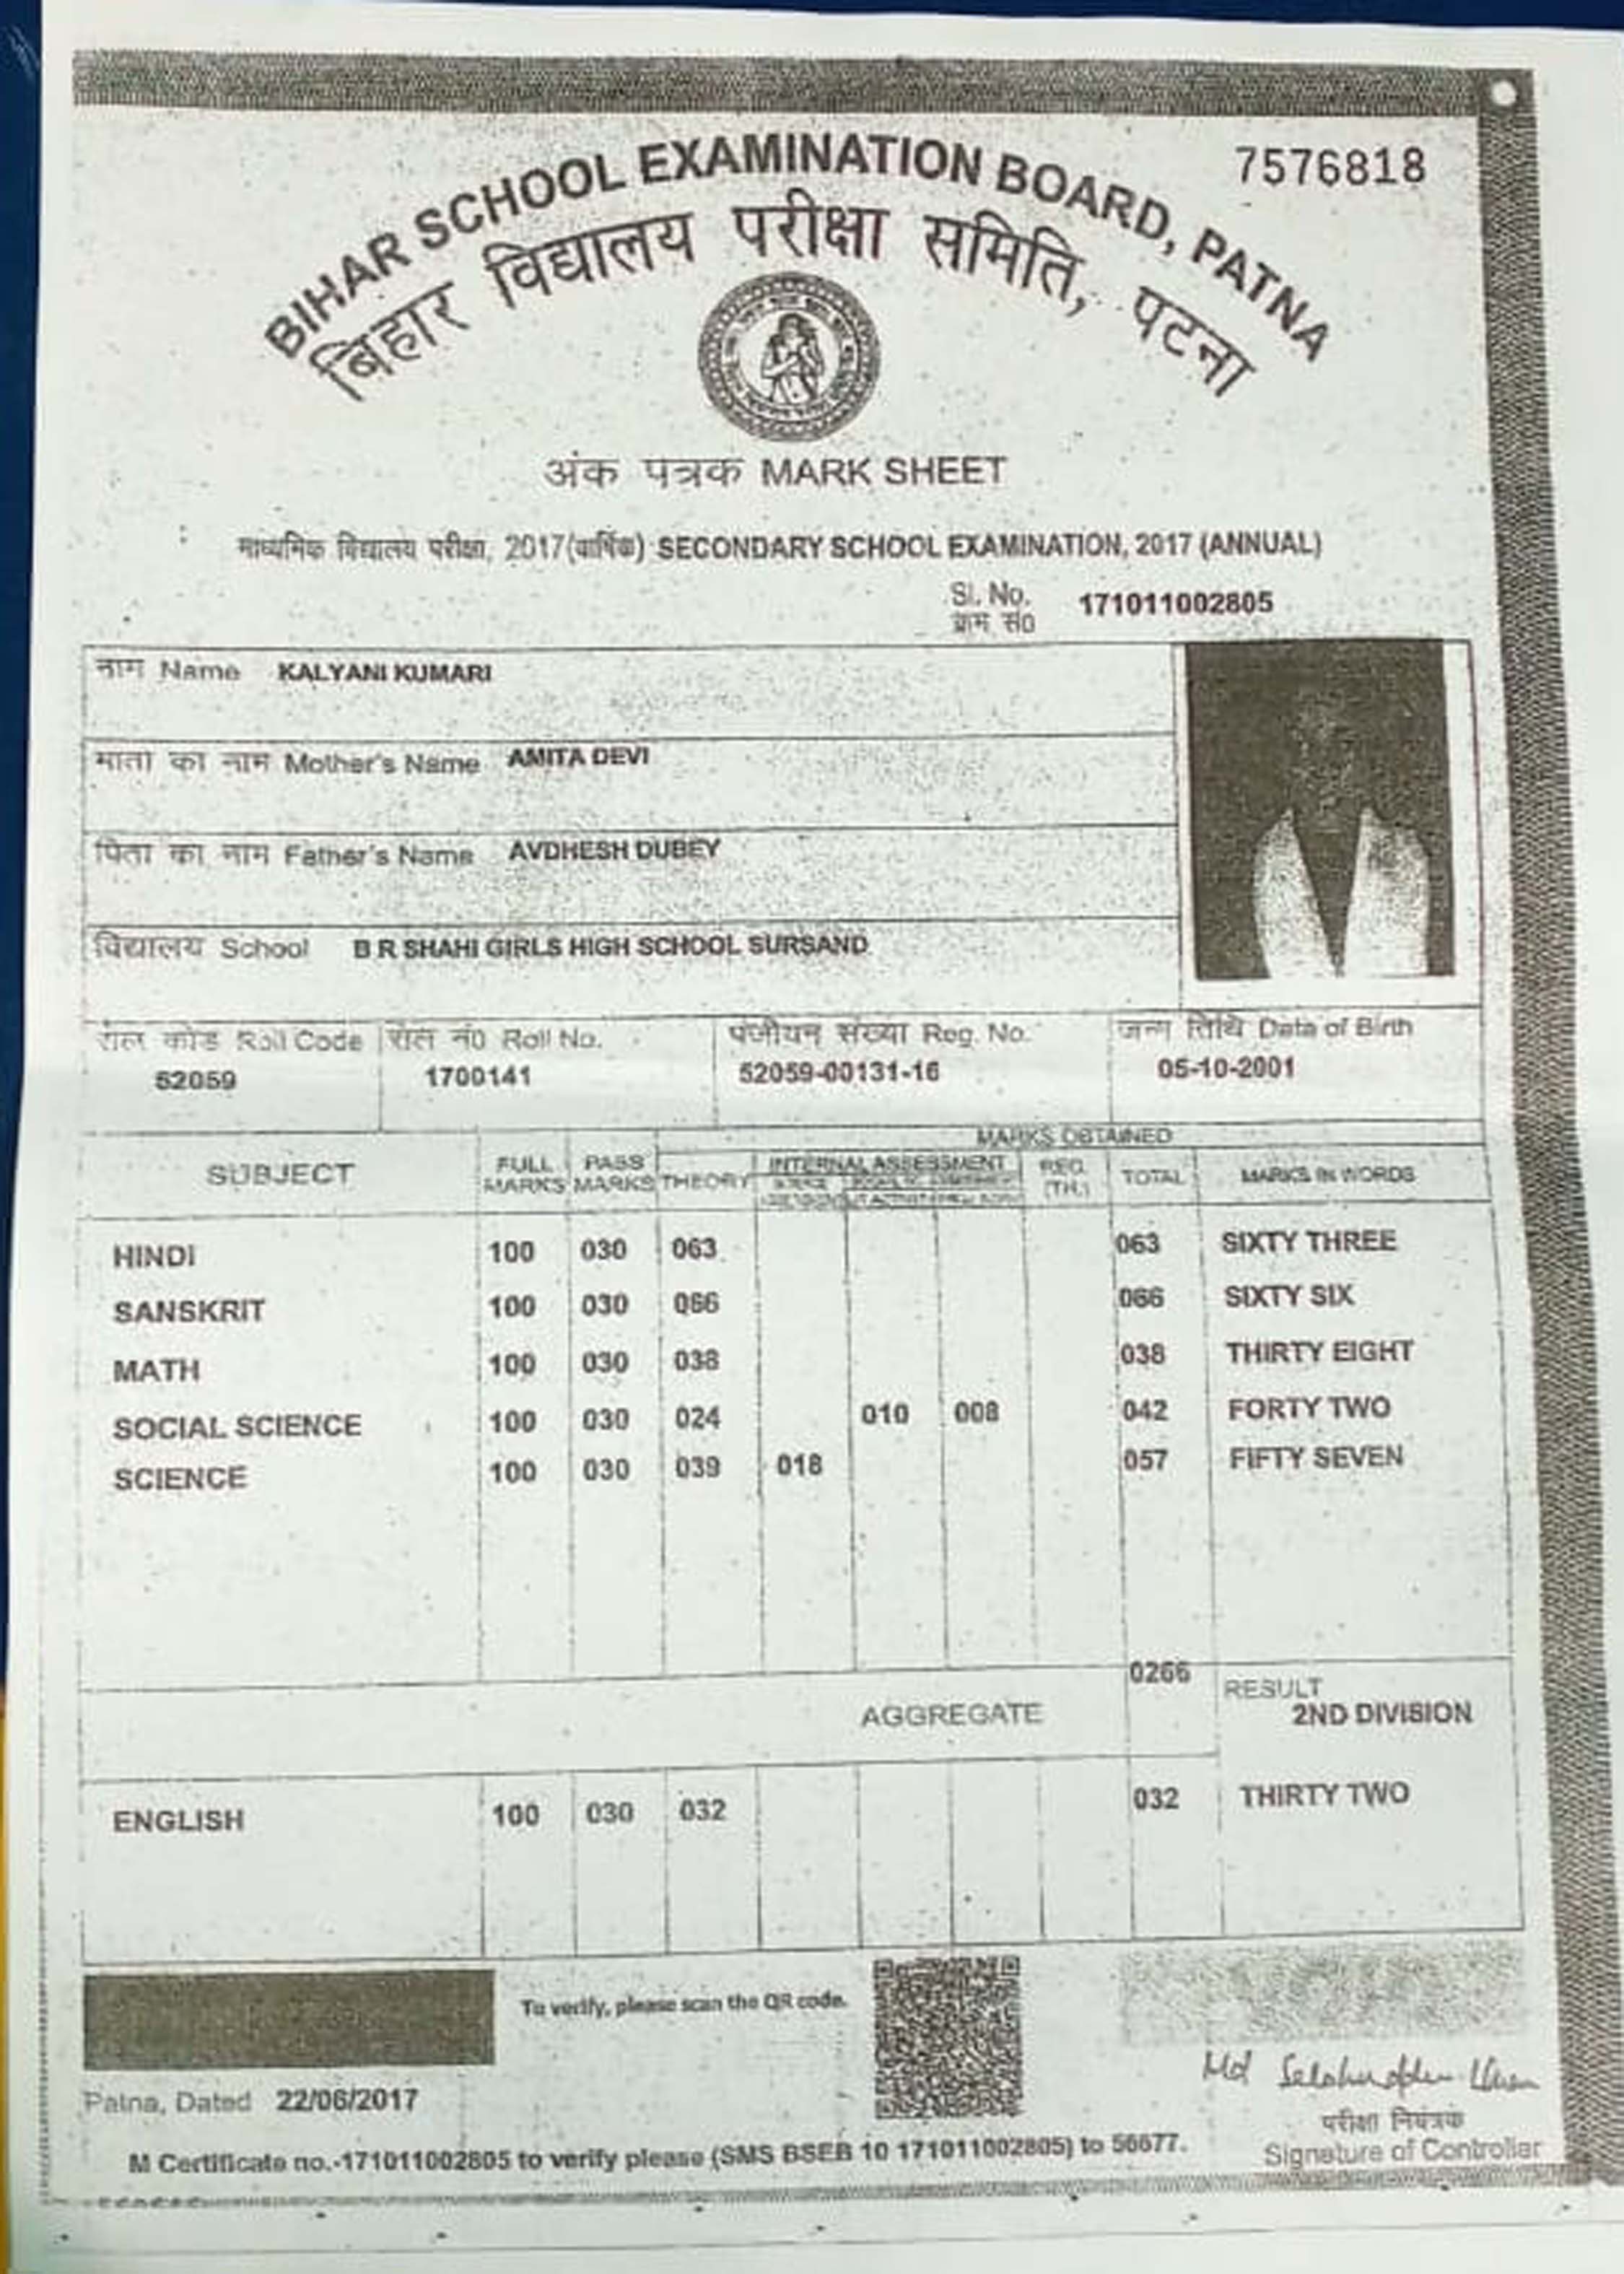 7576818
BIHAR SCHOOL EXAMINATION BOARD, PATNA
बिहार विद्यालय परीक्षा समिति, पटना
अंक पत्रक MARK SHEET
माध्यमिक विद्यालय परीक्षा, 2017(वार्षिक) SECONDARY SCHOOL EXAMINATION, 2017 (ANNUAL)
Sl. No. 171011002805
क्रम सं0
नाम Name KALYANI KUMARI
माता का नाम Mother's Name AMITA DEVI
पिता का नाम Father's Name AVDHESH DUBEY
विद्यालय School B R SHAHI GIRLS HIGH SCHOOL SURSAND
रोल कोड Roll Code रोल नं0 Roll No. पंजीयन संख्या Reg. No. जन्म तिथि Date of Birth
52059 1700141 52059-00131-16 05-10-2001
MARKS OBTAINED
SUBJECT FULL MARKS PASS MARKS THEORY INTERNAL ASSESSMENT REG. (TH.) TOTAL MARKS IN WORDS
HINDI 100 030 063 063 SIXTY THREE
SANSKRIT 100 030 066 066 SIXTY SIX
MATH 100 030 038 038 THIRTY EIGHT
SOCIAL SCIENCE 100 030 024 010 008 042 FORTY TWO
SCIENCE 100 030 039 018 057 FIFTY SEVEN
AGGREGATE 0266 RESULT
2ND DIVISION
ENGLISH 100 030 032 032 THIRTY TWO
To verify, please scan the QR code.
Patna, Dated 22/06/2017
परीक्षा नियंत्रक
Signature of Controller
M Certificate no.-171011002805 to verify please (SMS BSEB 10 171011002805) to 56677.